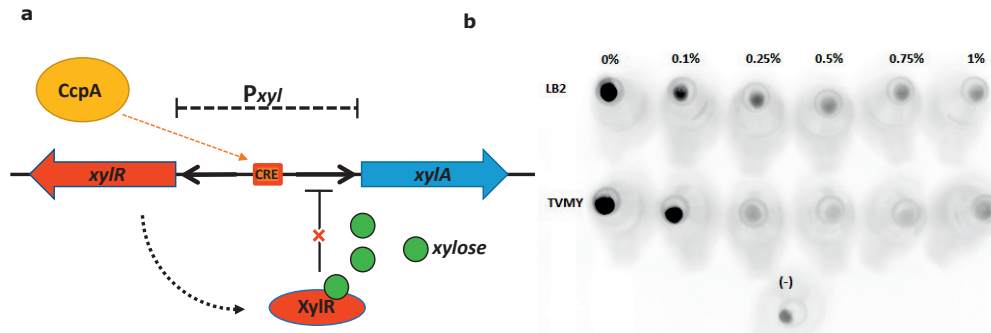 a
CcpA
Pxyl
xylR
CRE
xylA
xylose
XylR
b
0% 0.1% 0.25% 0.5% 0.75% 1%
LB2
TVMY
(-)